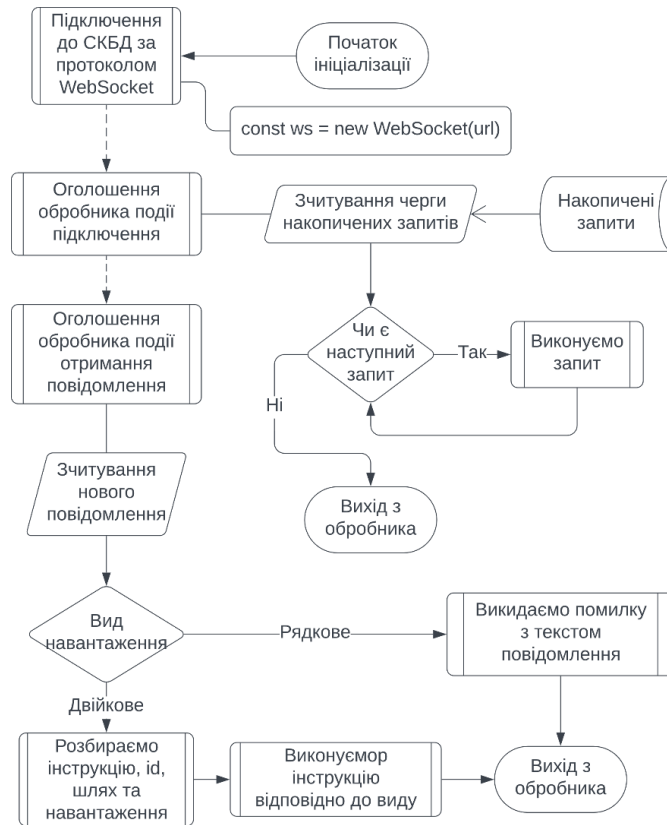 Підключення
до СКБД за
протоколом
WebSocket
Початок
ініціалізації
const ws = new WebSocket(url)
Оголошення
обробника події
підключення
Зчитування черги
накопичених запитів
Накопичені
запити
Оголошення
обробника події
отримання
повідомлення
Чи є
наступний
запит
Так
Виконуємо
запит
Ні
Зчитування
нового
повідомлення
Вихід з
обробника
Вид
навантаження
Рядкове
Викидаємо помилку
з текстом
повідомлення
Двійкове
Розбираємо
інструкцію, id,
шлях та
навантаження
Виконуємор
інструкцію
відповідно до виду
Вихід з
обробника